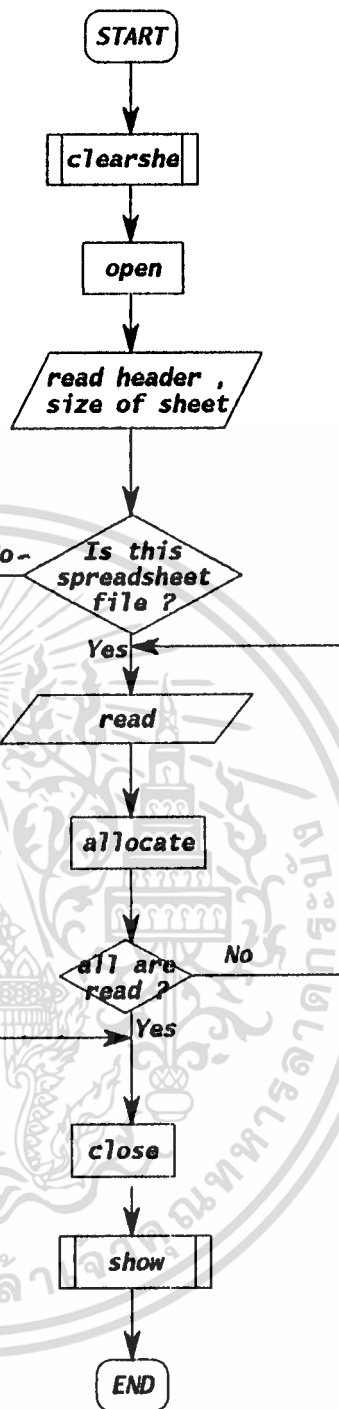 START
clearshe
open
read header ,
size of sheet
Is this
spreadsheet
file ?
Yes
read
allocate
all are
read ?
No
Yes
close
show
END